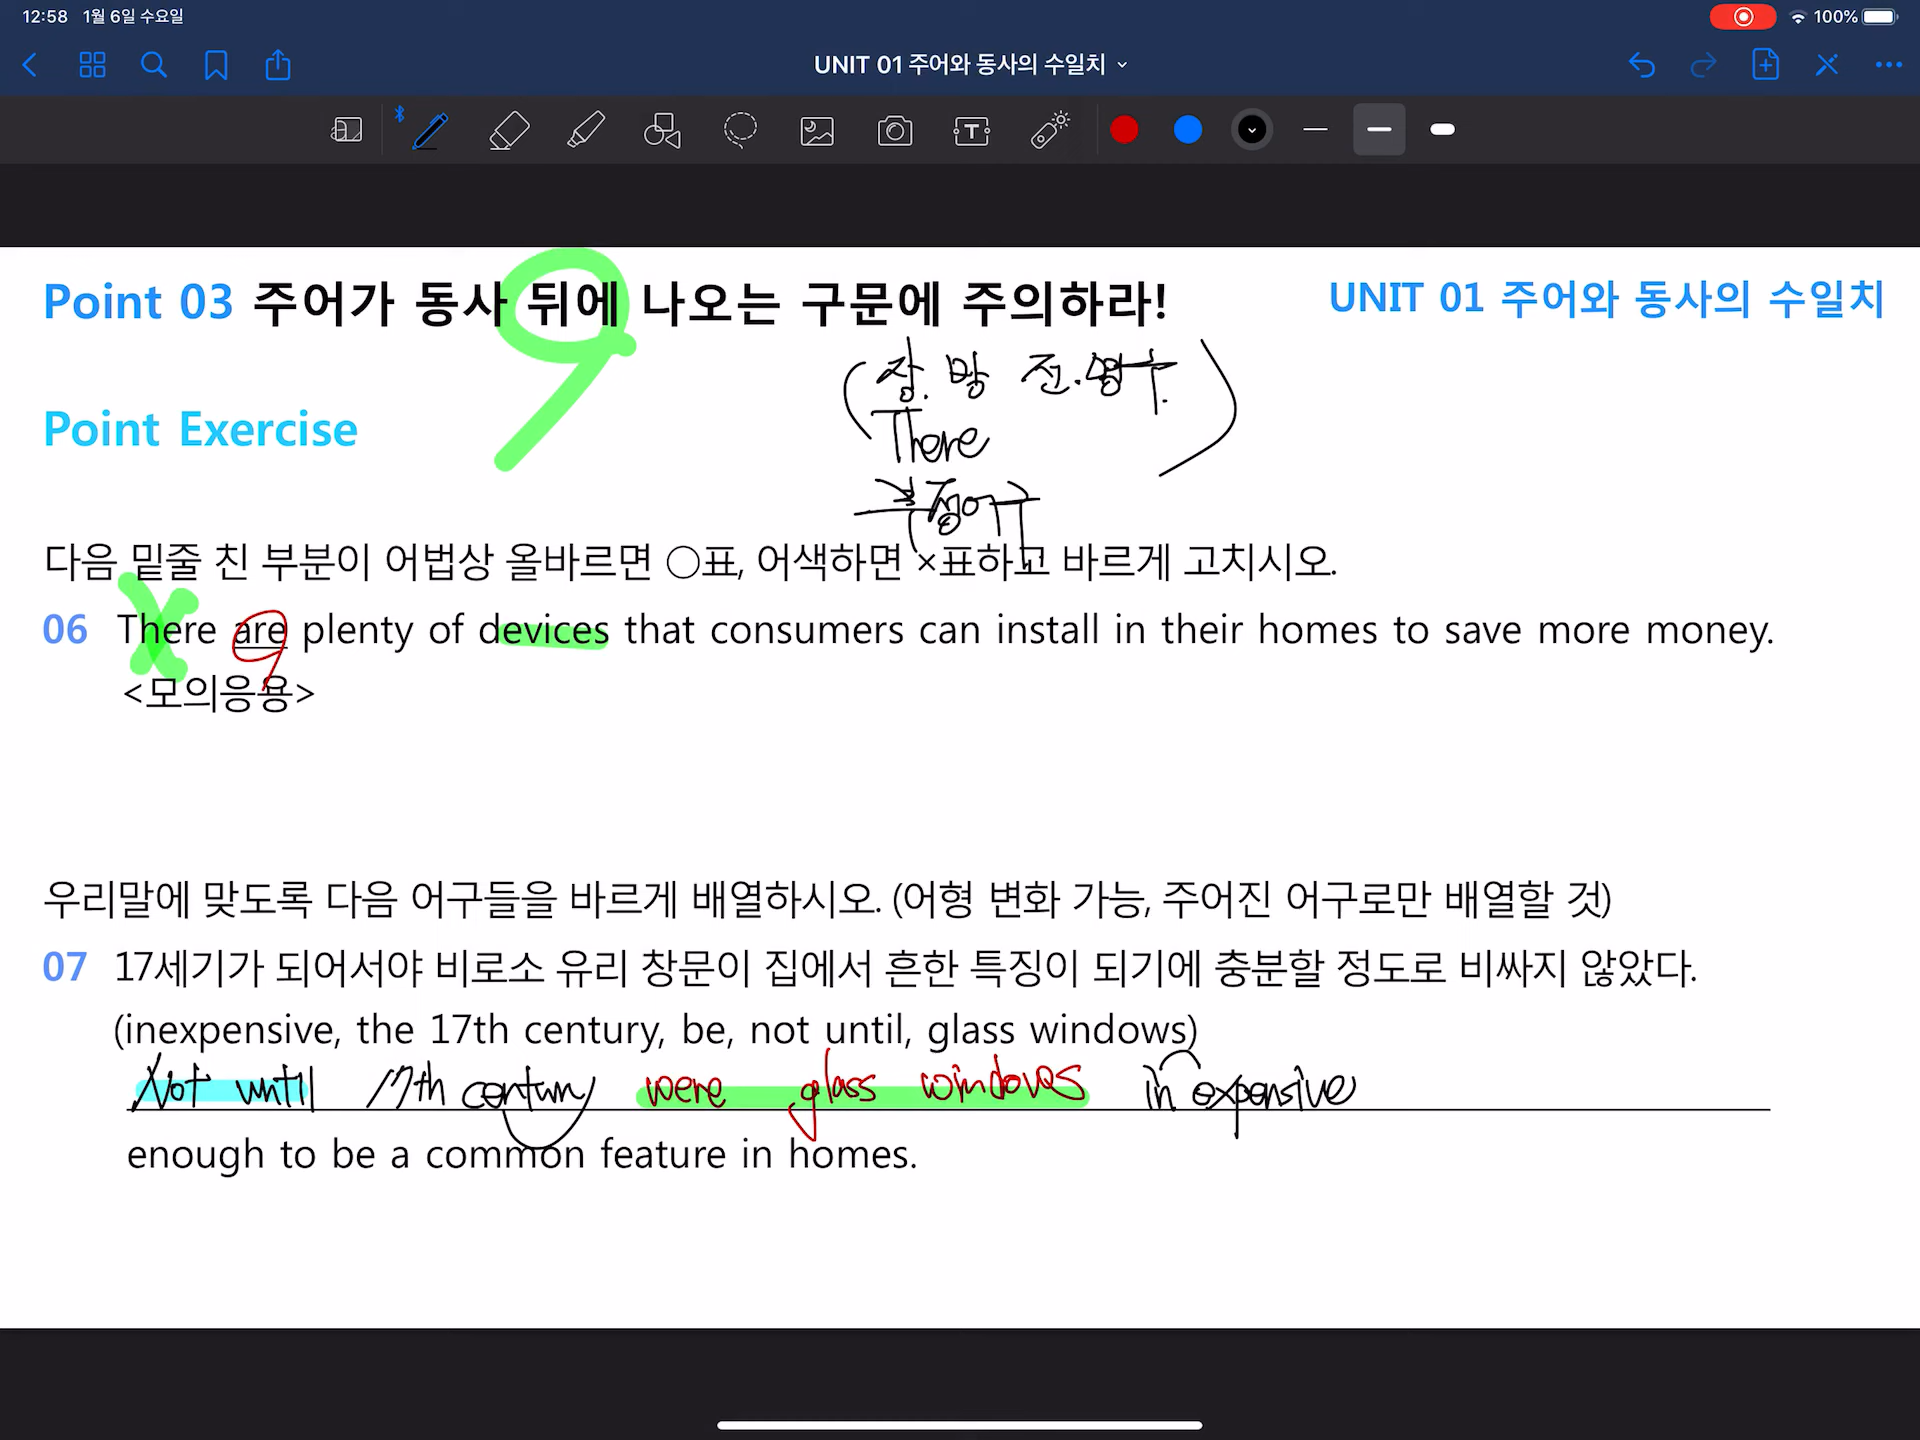 12:58 1월 6일 수요일 100%
UNIT 01 주어와 동사의 수일치
Point 03 주어가 동사 뒤에 나오는 구문에 주의하라!
UNIT 01 주어와 동사의 수일치
Point Exercise
There
부정어구
다음 밑줄 친 부분이 어법상 올바르면 ○표, 어색하면 ×표하고 바르게 고치시오.
06 There are plenty of devices that consumers can install in their homes to save more money.
<모의응용>
우리말에 맞도록 다음 어구들을 바르게 배열하시오. (어형 변화 가능, 주어진 어구로만 배열할 것)
07 17세기가 되어서야 비로소 유리 창문이 집에서 흔한 특징이 되기에 충분할 정도로 비싸지 않았다.
(inexpensive, the 17th century, be, not until, glass windows)
Not until 17th century were glass windows inexpensive
enough to be a common feature in homes.